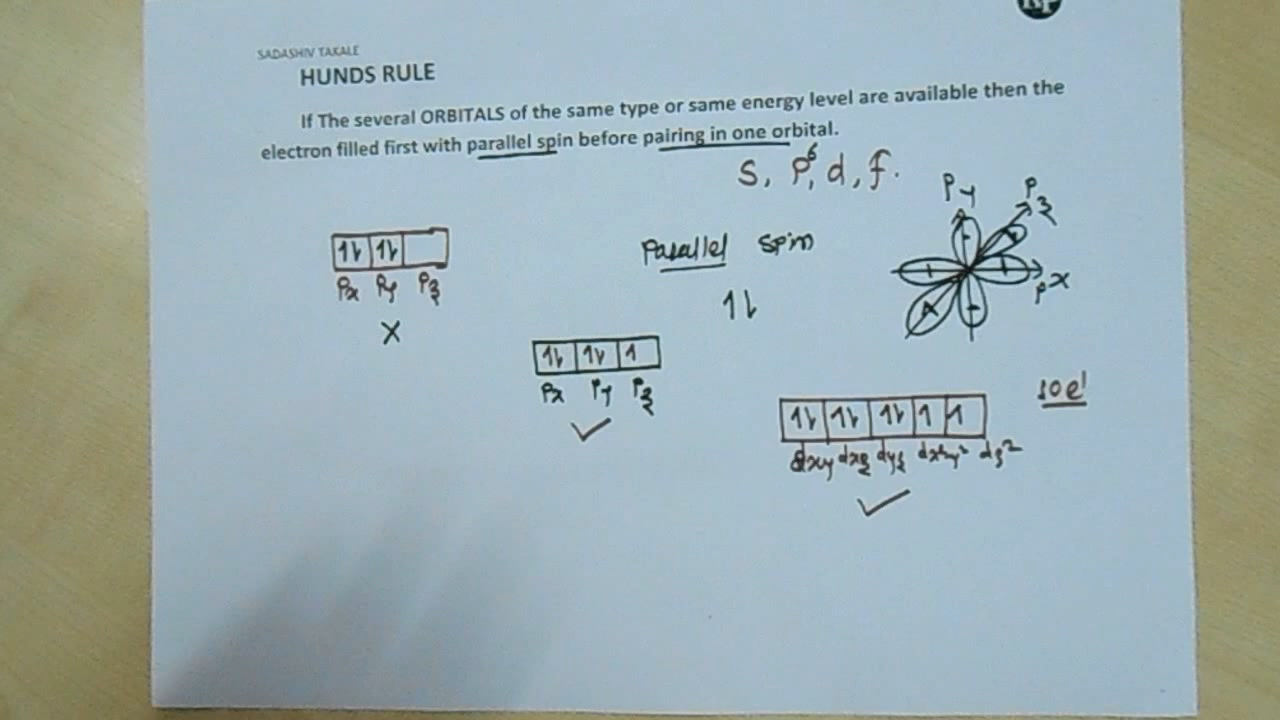 SADASHIV TAKALE
HUNDS RULE
If The several ORBITALS of the same type or same energy level are available then the
electron filled first with parallel spin before pairing in one orbital.
S, p⁶, d, f.
Py Pz
Px
1↓ 1↓
Px Py Pz
X
Parallel spin
1↓
1↓ 1↓ 1
Px Py Pz
10 e⁻
1↓ 1↓ 1↓ 1 1
dxy dxz dyz dx²y² dz²